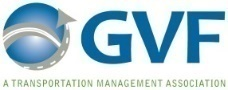 GVF
A TRANSPORTATION MANAGEMENT ASSOCIATION